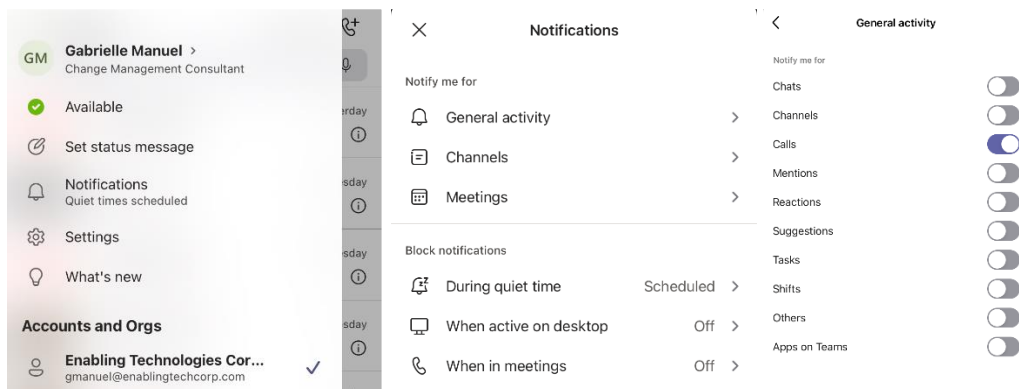 GM
Gabrielle Manuel
Change Management Consultant
Available
Set status message
Notifications
Quiet times scheduled
Settings
What's new
Accounts and Orgs
Enabling Technologies Cor...
gmanuel@enablingtechcorp.com
erday
sday
sday
sday
Notifications
Notify me for
General activity
Channels
Meetings
Block notifications
During quiet time Scheduled
When active on desktop Off
When in meetings Off
General activity
Notify me for
Chats
Channels
Calls
Mentions
Reactions
Suggestions
Tasks
Shifts
Others
Apps on Teams